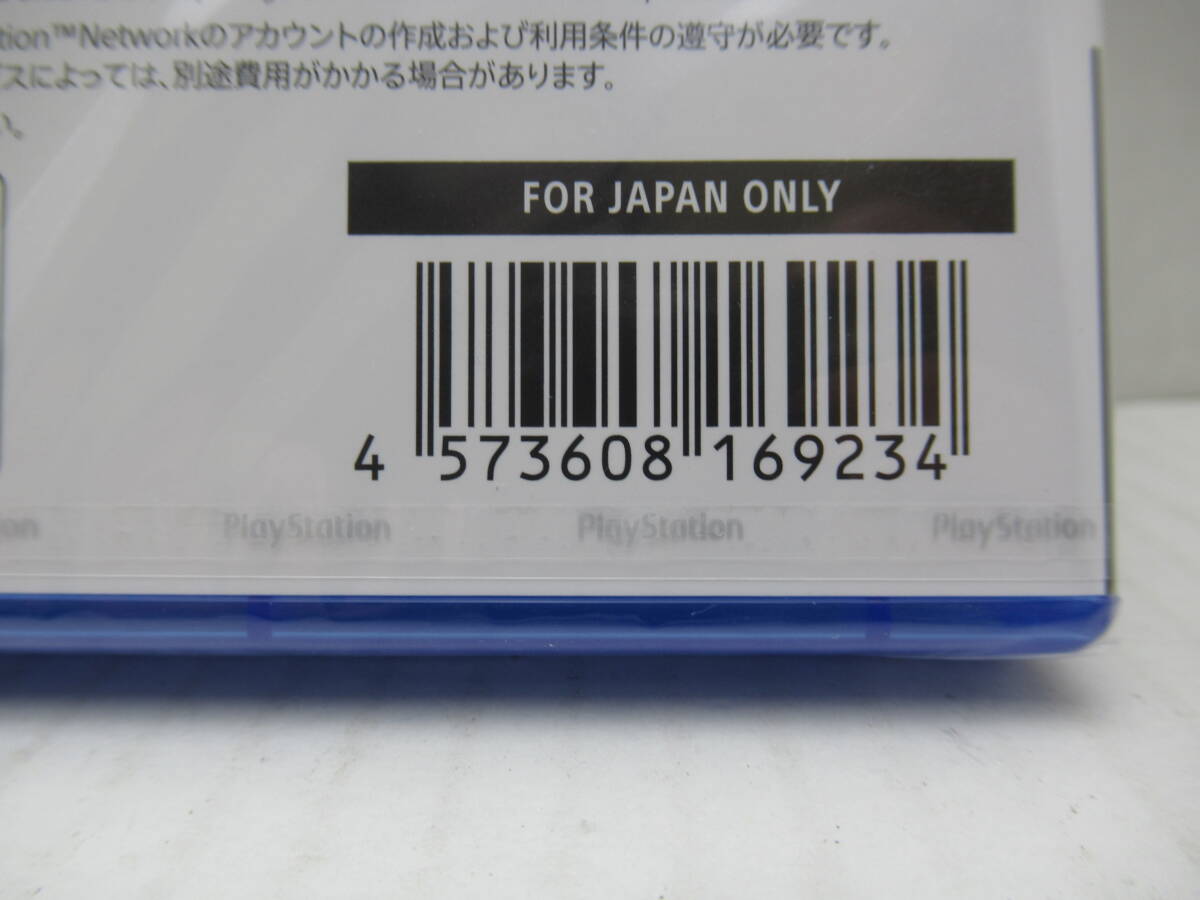 tion™Networkのアカウントの作成および利用条件の遵守が必要です。
スによっては、別途費用がかかる場合があります。
い。
FOR JAPAN ONLY
4 573608 169234
PlayStation PlayStation PlayStation